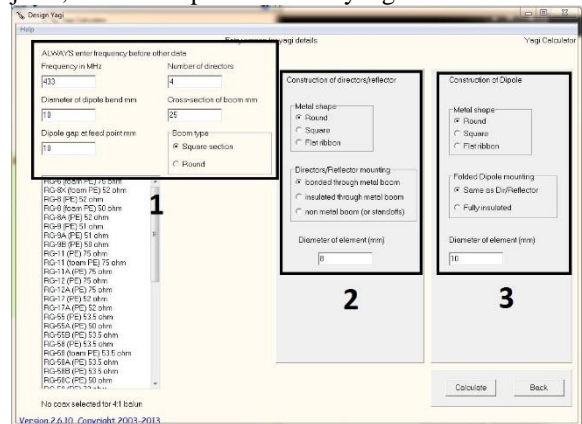 Design Yagi
Help
yagi details
Yagi Calculator
ALWAYS enter frequency before other data
Frequency in MHz
Number of directors
433
4
Diameter of dipole bend mm
Cross-section of boom mm
10
25
Dipole gap at feed point mm
10
Boom type
Square section
Round
RG-6 (foam PE) 75 ohm
RG-8X (foam PE) 52 ohm
RG-8 (PE) 52 ohm
RG-8 (foam PE) 50 ohm
RG-8A (PE) 52 ohm
RG-9 (PE) 51 ohm
RG-9A (PE) 51 ohm
RG-9B (PE) 50 ohm
RG-11 (PE) 75 ohm
RG-11 (foam PE) 75 ohm
RG-11A (PE) 75 ohm
RG-12 (PE) 75 ohm
RG-12A (PE) 75 ohm
RG-17 (PE) 52 ohm
RG-17A (PE) 52 ohm
RG-55 (PE) 53.5 ohm
RG-55A (PE) 50 ohm
RG-55B (PE) 53.5 ohm
RG-58 (PE) 53.5 ohm
RG-58 (foam PE) 53.5 ohm
RG-58A (PE) 53.5 ohm
RG-58B (PE) 53.5 ohm
RG-58C (PE) 50 ohm
No coax selected for 4:1 balun
1
Construction of directors/reflector
Metal shape
Round
Square
Flat ribbon
Directors/Reflector mounting
bonded through metal boom
insulated through metal boom
non metal boom (or standoffs)
Diameter of element (mm)
8
2
Construction of Dipole
Metal shape
Round
Square
Flat ribbon
Folded Dipole mounting
Same as Dir/Reflector
Fully insulated
Diameter of element (mm)
10
3
Calculate
Back
Version 2.6.10 Copyright 2003-2013